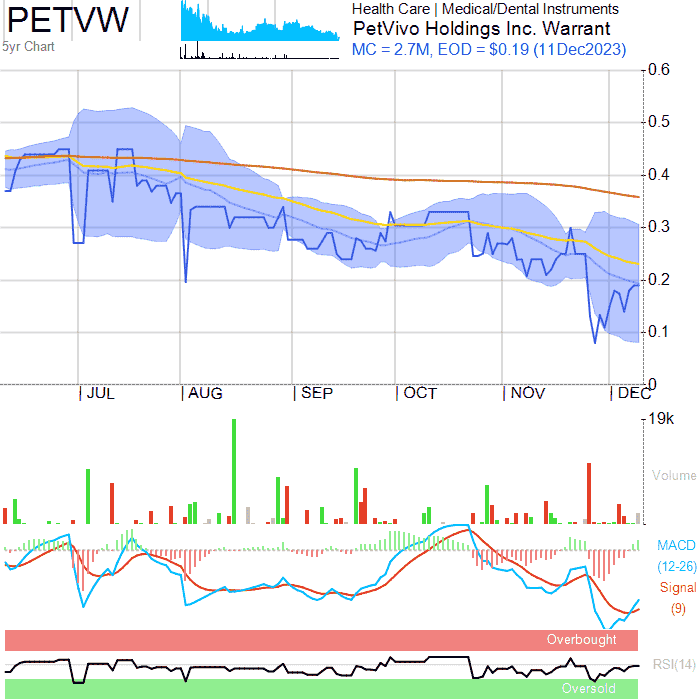 PETVW
5yr Chart
Health Care | Medical/Dental Instruments
PetVivo Holdings Inc. Warrant
MC = 2.7M, EOD = $0.19 (11Dec2023)
0.6
0.5
0.4
0.3
0.2
0.1
0
| JUL | AUG | SEP | OCT | NOV | DEC
19k
Volume
MACD
(12-26)
Signal
(9)
Overbought
RSI(14)
Oversold